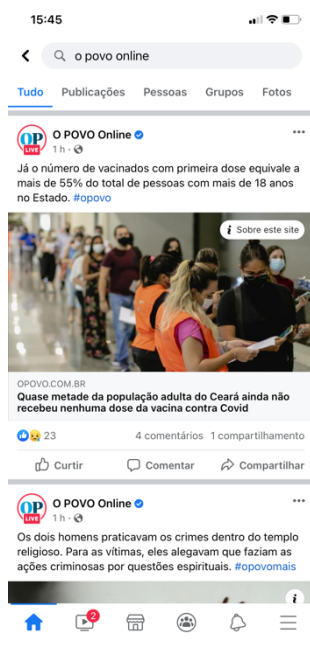 15:45
o povo online
Tudo Publicações Pessoas Grupos Fotos
OP
LIVE
O POVO Online
1 h
Já o número de vacinados com primeira dose equivale a
mais de 55% do total de pessoas com mais de 18 anos
no Estado. #opovo
i Sobre este site
OPOVO.COM.BR
Quase metade da população adulta do Ceará ainda não
recebeu nenhuma dose da vacina contra Covid
23 4 comentários 1 compartilhamento
Curtir Comentar Compartilhar
OP
LIVE
O POVO Online
1 h
Os dois homens praticavam os crimes dentro do templo
religioso. Para as vítimas, eles alegavam que faziam as
ações criminosas por questões espirituais. #opovomais
i
2